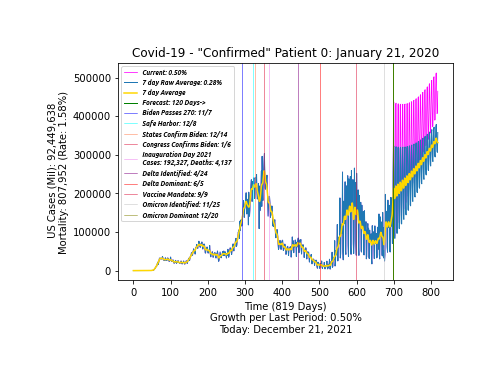 Covid-19 - "Confirmed" Patient 0: January 21, 2020
US Cases (Mil): 92,449,638
Mortality: 807,952 (Rate: 1.58%)
500000
400000
300000
200000
100000
0
Current: 0.50%
7 day Raw Average: 0.28%
7 day Average
Forecast: 120 Days->
Biden Passes 270: 11/7
Safe Harbor: 12/8
States Confirm Biden: 12/14
Congress Confirms Biden: 1/6
Inauguration Day 2021
Cases: 192,327, Deaths: 4,137
Delta Identified: 4/24
Delta Dominant: 6/5
Vaccine Mandate: 9/9
Omicron Identified: 11/25
Omicron Dominant 12/20
0 100 200 300 400 500 600 700 800
Time (819 Days)
Growth per Last Period: 0.50%
Today: December 21, 2021